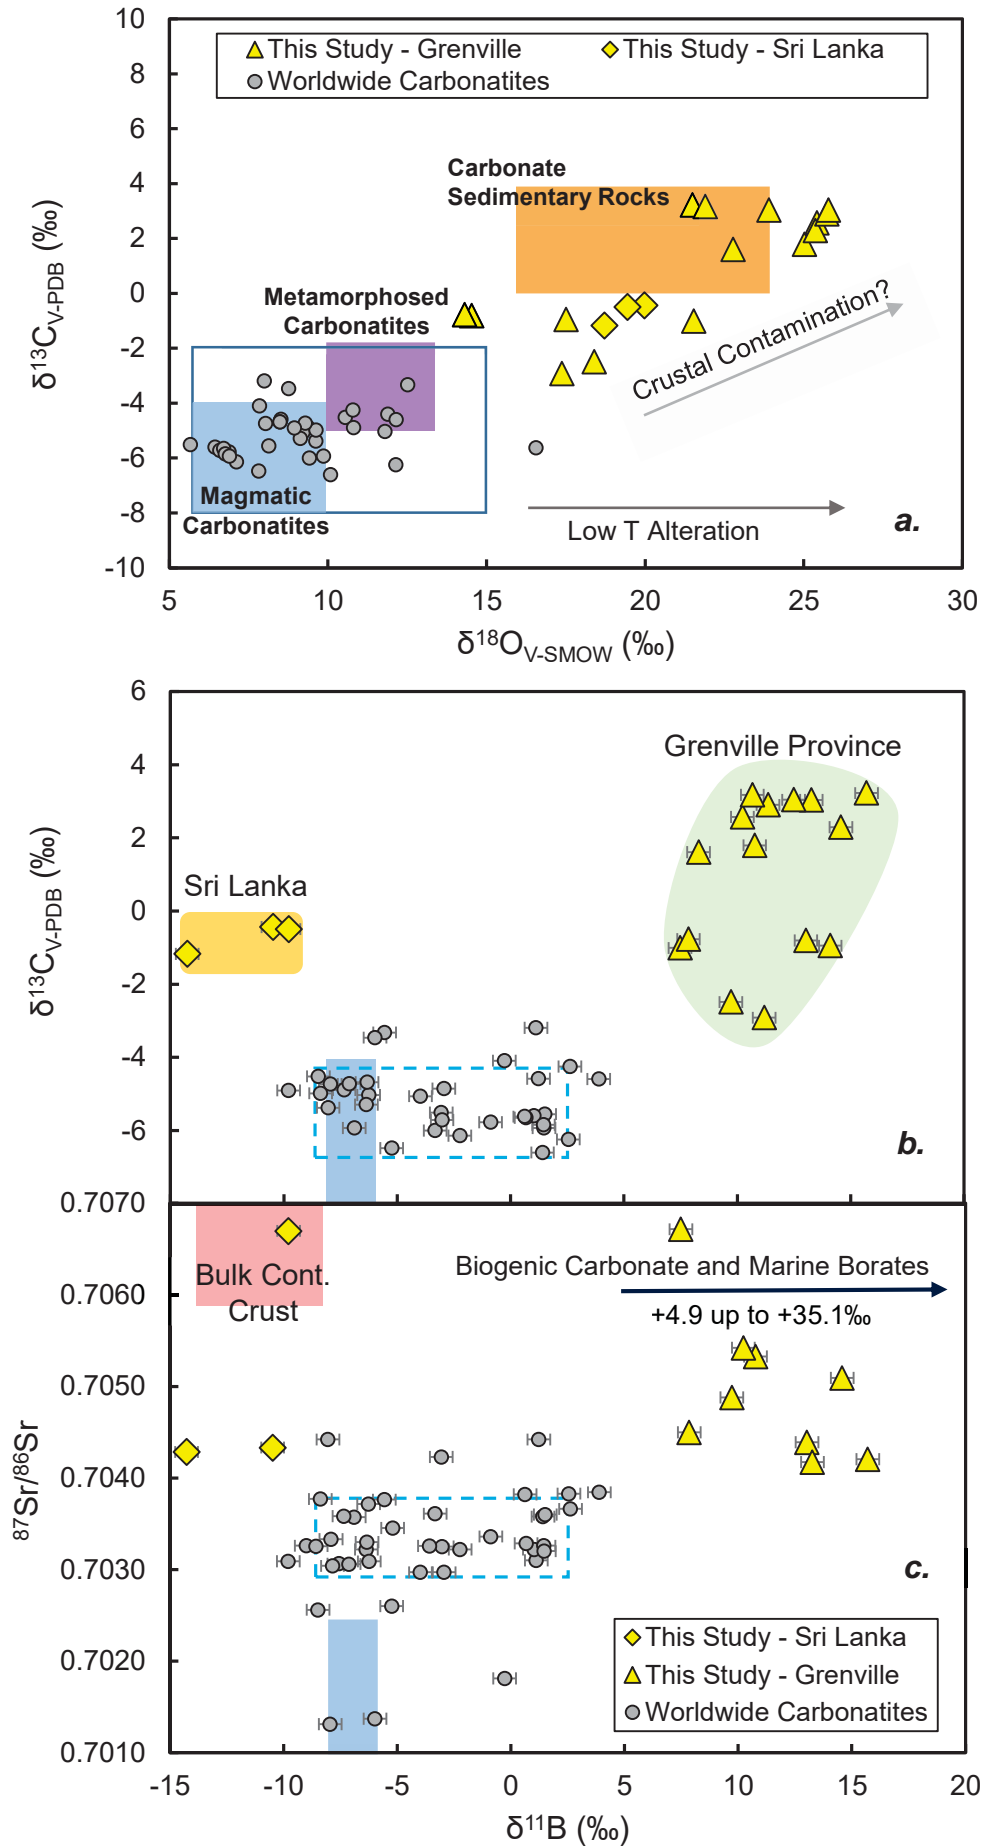 10
8
6
4
2
0
-2
-4
-6
-8
-10
δ¹³C V-PDB (‰)
This Study - Grenville
This Study - Sri Lanka
Worldwide Carbonatites
Carbonate
Sedimentary Rocks
Metamorphosed
Carbonatites
Magmatic
Carbonatites
Crustal Contamination?
Low T Alteration
a.
5 10 15 20 25 30
δ¹⁸O V-SMOW (‰)
6
4
2
0
-2
-4
-6
δ¹³C V-PDB (‰)
Grenville Province
Sri Lanka
b.
0.7070
0.7060
0.7050
0.7040
0.7030
0.7020
0.7010
⁸⁷Sr/⁸⁶Sr
Bulk Cont.
Crust
Biogenic Carbonate and Marine Borates
+4.9 up to +35.1‰
c.
This Study - Sri Lanka
This Study - Grenville
Worldwide Carbonatites
-15 -10 -5 0 5 10 15 20
δ¹¹B (‰)